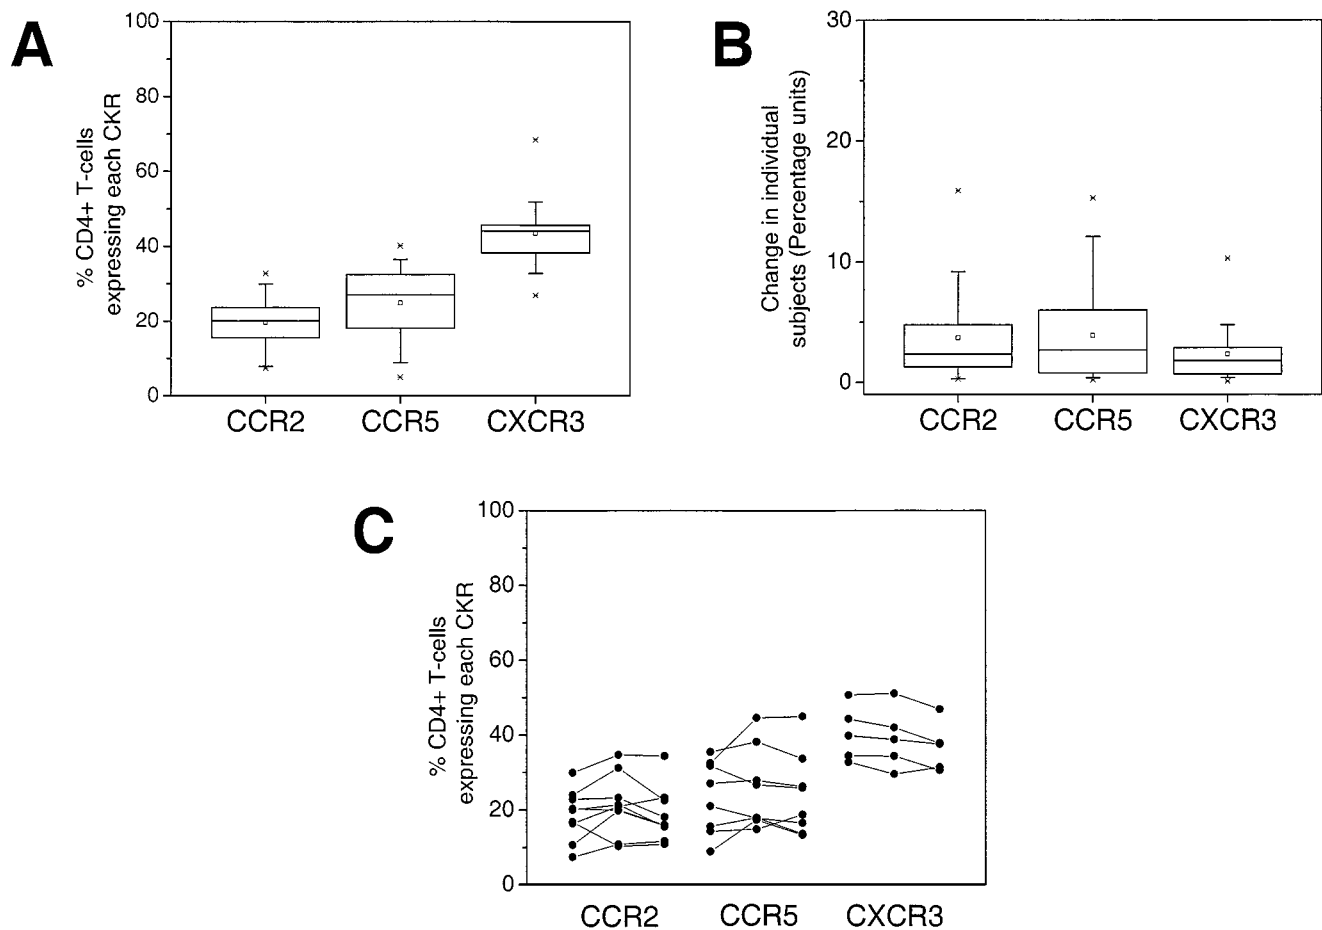 A
100
80
60
40
20
0
% CD4+ T-cells
expressing each CKR
CCR2 CCR5 CXCR3
B
30
20
10
0
Change in individual
subjects (Percentage units)
CCR2 CCR5 CXCR3
C
100
80
60
40
20
0
% CD4+ T-cells
expressing each CKR
CCR2 CCR5 CXCR3